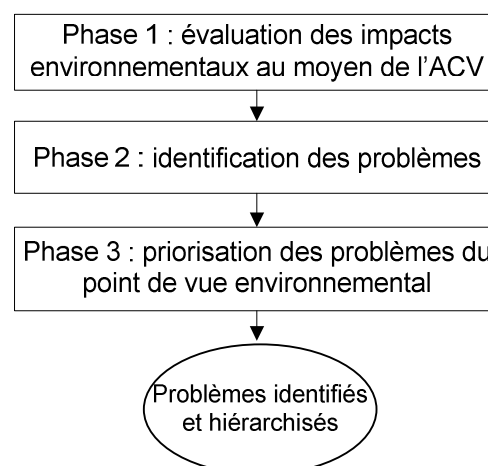 Phase 1 : évaluation des impacts
environnementaux au moyen de l'ACV
Phase 2 : identification des problèmes
Phase 3 : priorisation des problèmes du
point de vue environnemental
Problèmes identifiés
et hiérarchisés